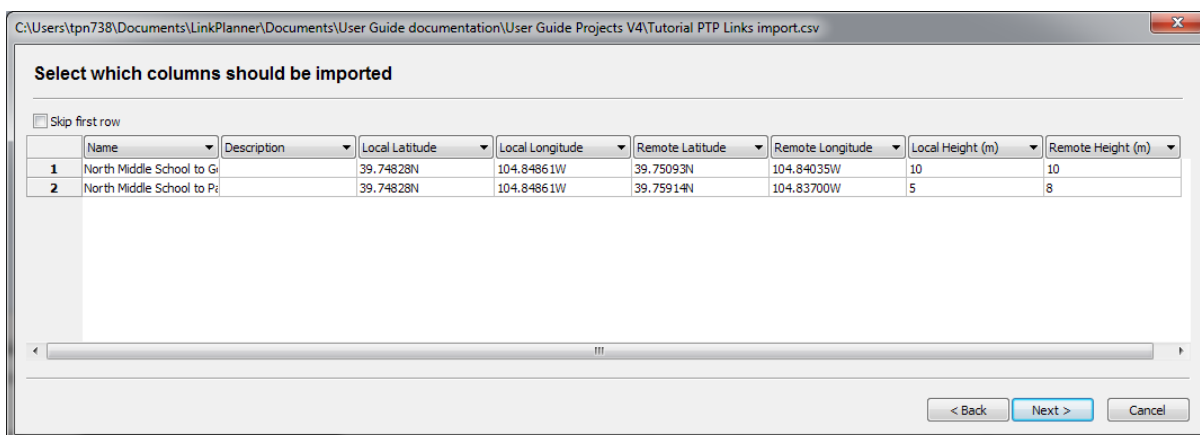 C:\Users\tpn738\Documents\LinkPlanner\Documents\User Guide documentation\User Guide Projects V4\Tutorial PTP Links import.csv
Select which columns should be imported
Skip first row
Name Description Local Latitude Local Longitude Remote Latitude Remote Longitude Local Height (m) Remote Height (m)
1 North Middle School to 39.74828N 104.84861W 39.75093N 104.84035W 10 10
2 North Middle School to 39.74828N 104.84861W 39.75914N 104.83700W 5 8
< Back Next > Cancel